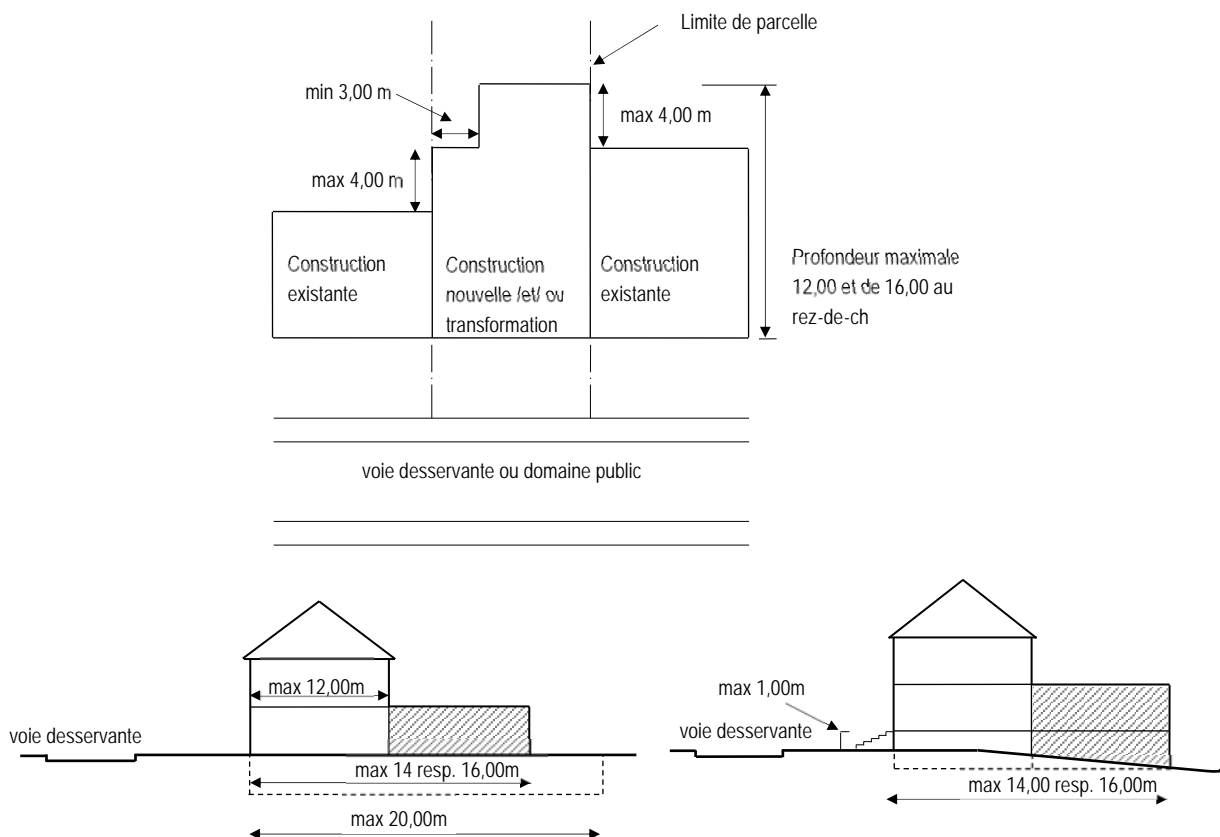 Limite de parcelle
min 3,00 m
max 4,00 m
max 4,00 m
Construction
existante
Construction
nouvelle /et/ ou
transformation
Construction
existante
Profondeur maximale
12,00 et de 16,00 au
rez-de-ch
voie desservante ou domaine public
max 12,00m
voie desservante
max 14 resp. 16,00m
max 20,00m
max 1,00m
voie desservante
max 14,00 resp. 16,00m